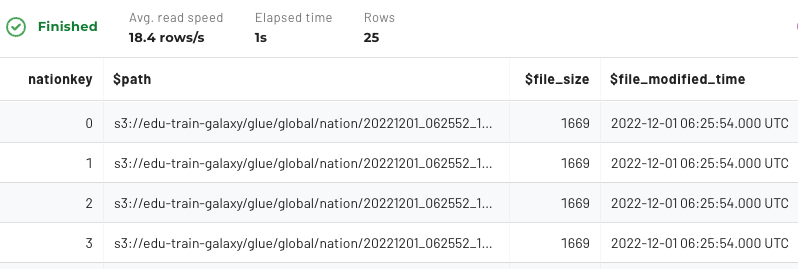 Finished
Avg. read speed
18.4 rows/s
Elapsed time
1s
Rows
25
nationkey $path $file_size $file_modified_time
0 s3://edu-train-galaxy/glue/global/nation/20221201_062552_1... 1669 2022-12-01 06:25:54.000 UTC
1 s3://edu-train-galaxy/glue/global/nation/20221201_062552_1... 1669 2022-12-01 06:25:54.000 UTC
2 s3://edu-train-galaxy/glue/global/nation/20221201_062552_1... 1669 2022-12-01 06:25:54.000 UTC
3 s3://edu-train-galaxy/glue/global/nation/20221201_062552_1... 1669 2022-12-01 06:25:54.000 UTC